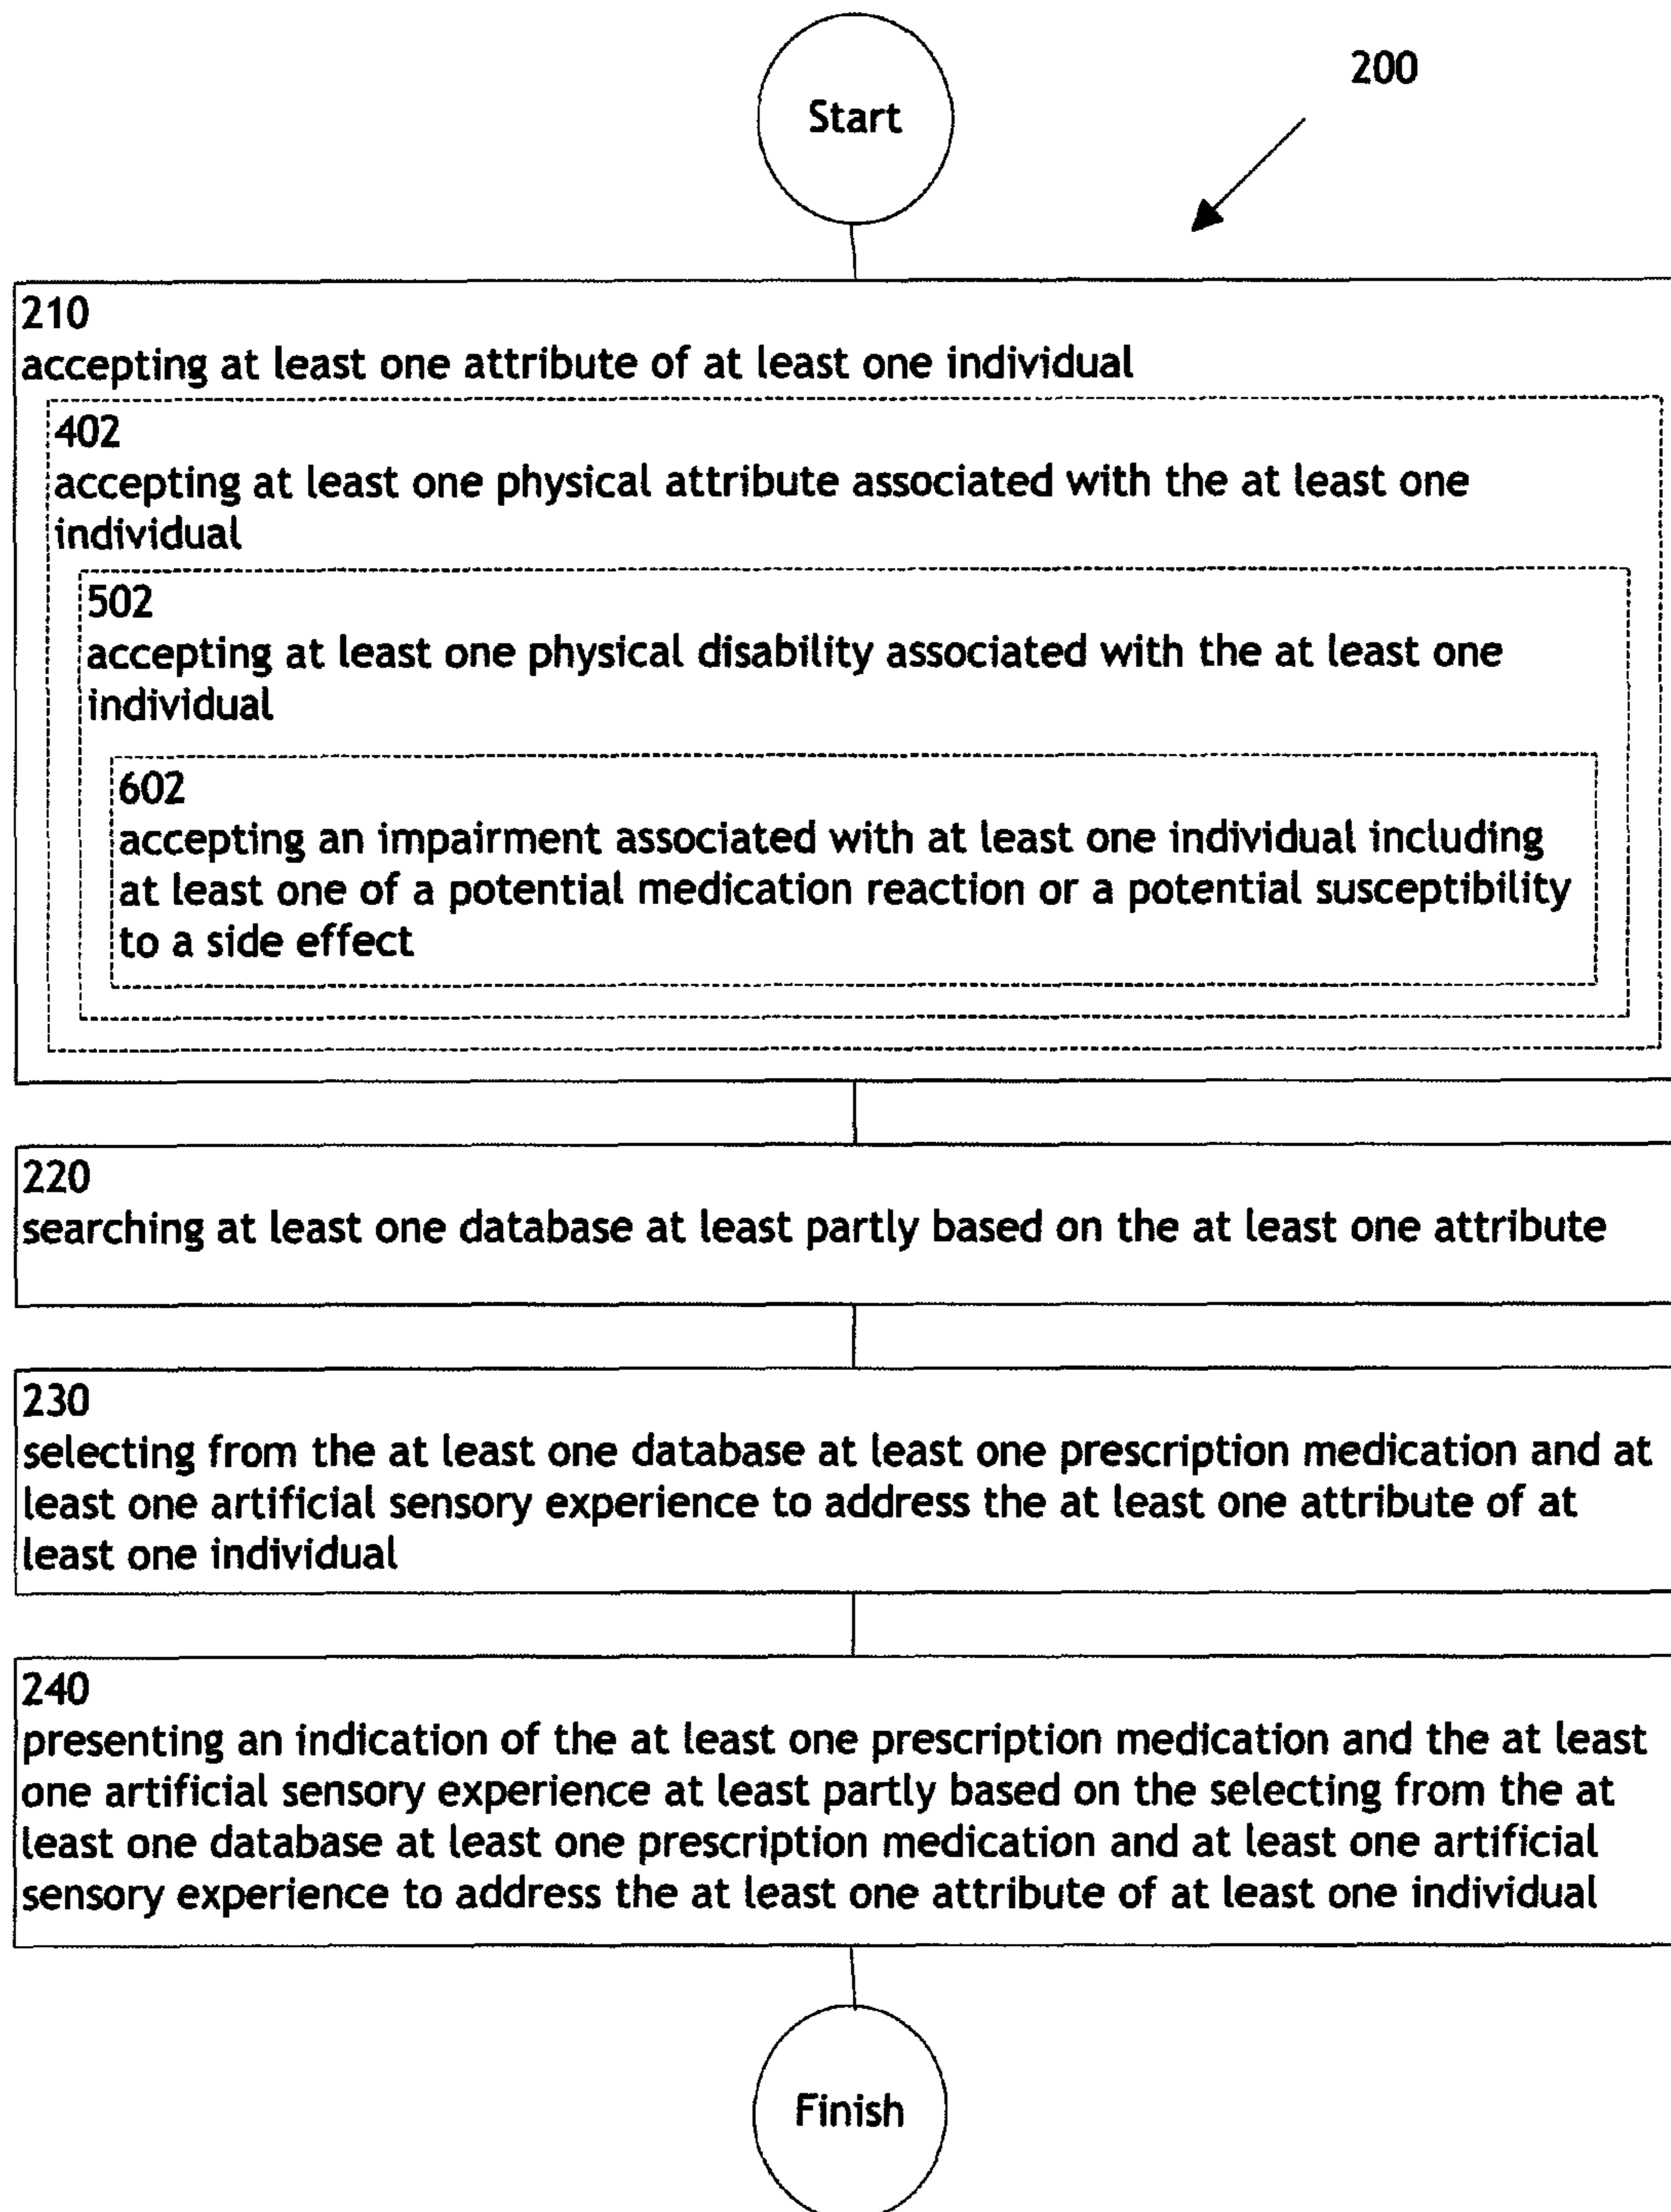 Start
200
210
accepting at least one attribute of at least one individual
402
accepting at least one physical attribute associated with the at least one
individual
502
accepting at least one physical disability associated with the at least one
individual
602
accepting an impairment associated with at least one individual including
at least one of a potential medication reaction or a potential susceptibility
to a side effect
220
searching at least one database at least partly based on the at least one attribute
230
selecting from the at least one database at least one prescription medication and at
least one artificial sensory experience to address the at least one attribute of at
least one individual
240
presenting an indication of the at least one prescription medication and the at least
one artificial sensory experience at least partly based on the selecting from the at
least one database at least one prescription medication and at least one artificial
sensory experience to address the at least one attribute of at least one individual
Finish